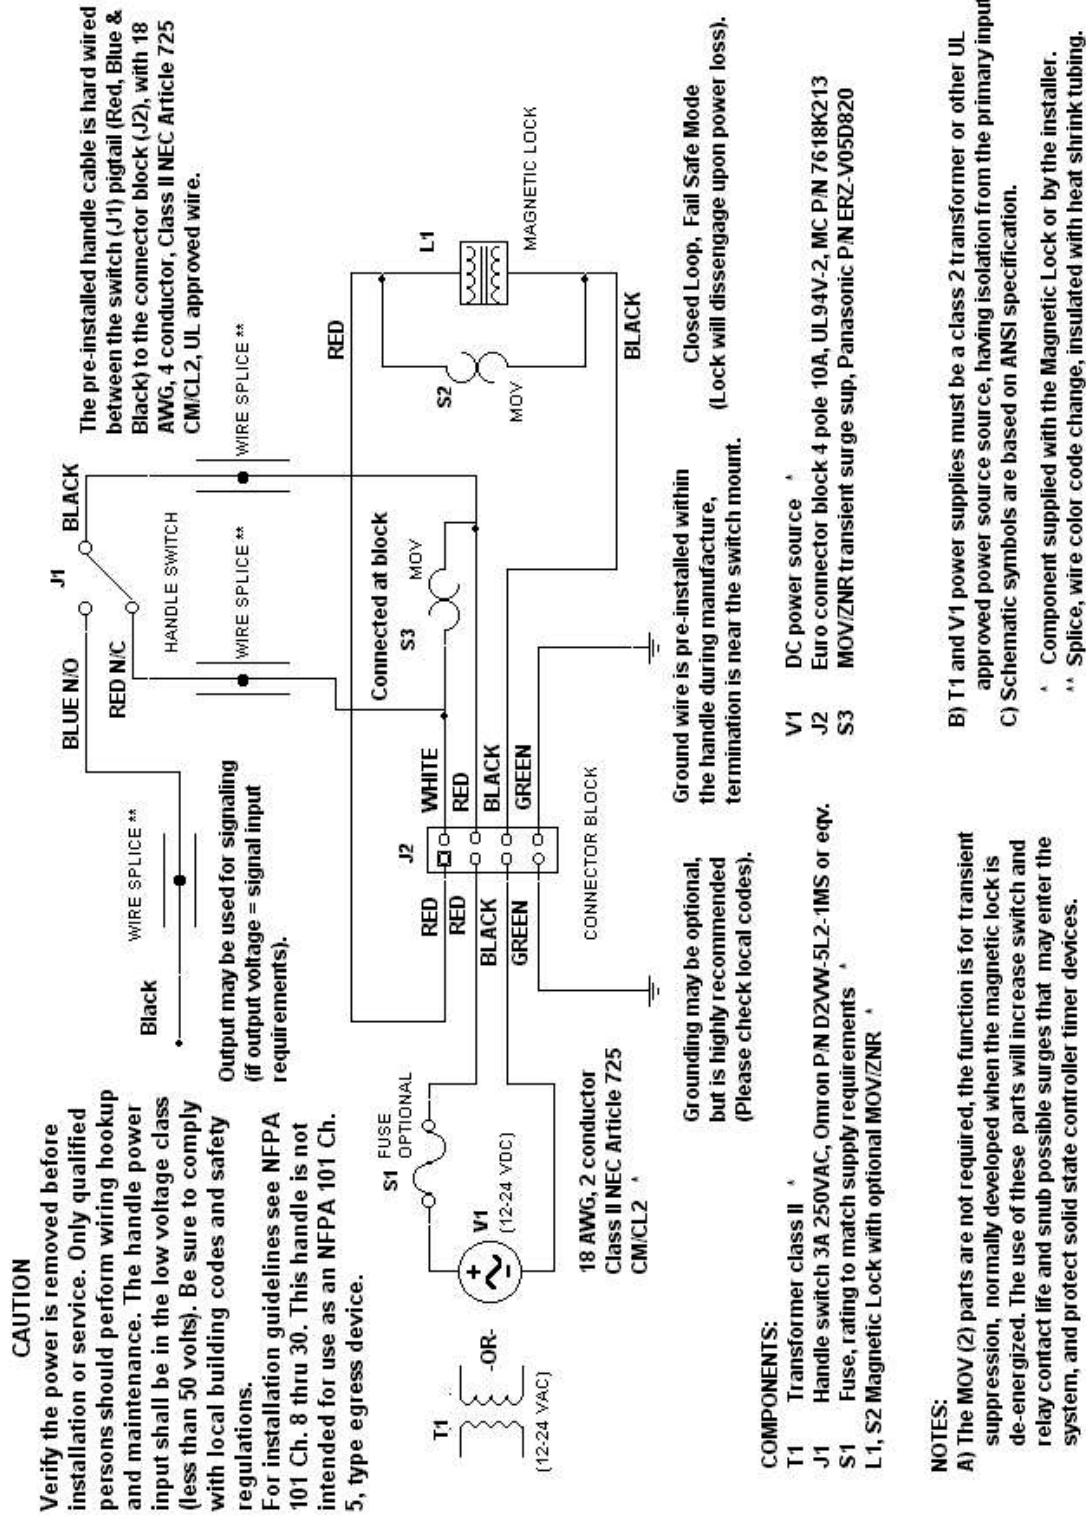 CAUTION
Verify the power is removed before
installation or service. Only qualified
persons should perform wiring hookup
and maintenance. The handle power
input shall be in the low voltage class
(less than 50 volts). Be sure to comply
with local building codes and safety
regulations.
For installation guidelines see NFPA
101 Ch. 8 thru 30. This handle is not
intended for use as an NFPA 101 Ch.
5, type egress device.
Black
WIRE SPLICE **
Output may be used for signaling
(if output voltage = signal input
requirements).
BLUE N/O
RED N/C
J1
BLACK
HANDLE SWITCH
WIRE SPLICE **
WIRE SPLICE **
The pre-installed handle cable is hard wired
between the switch (J1) pigtail (Red, Blue &
Black) to the connector block (J2), with 18
AWG, 4 conductor, Class II NEC Article 725
CM/CL2, UL approved wire.
T1
(12-24 VAC)
-OR-
V1
(12-24 VDC)
S1
FUSE
OPTIONAL
18 AWG, 2 conductor
Class II NEC Article 725
CM/CL2 *
RED
RED
BLACK
GREEN
J2
WHITE
RED
BLACK
GREEN
CONNECTOR BLOCK
Connected at block
S3
MOV
RED
S2
MOV
L1
MAGNETIC LOCK
BLACK
Grounding may be optional,
but is highly recommended
(Please check local codes).
Ground wire is pre-installed within
the handle during manufacture,
termination is near the switch mount.
Closed Loop, Fail Safe Mode
(Lock will dissengage upon power loss).
COMPONENTS:
T1 Transformer class II *
J1 Handle switch 3A 250VAC, Omron P/N D2VW-5L2-1MS or eqv.
S1 Fuse, rating to match supply requirements *
L1, S2 Magnetic Lock with optional MOV/ZNR *
V1 DC power source *
J2 Euro connector block 4 pole 10A, UL94V-2, MC P/N 7618K213
S3 MOV/ZNR transient surge sup, Panasonic P/N ERZ-V05D820
NOTES:
A) The MOV (2) parts are not required, the function is for transient
suppression, normally developed when the magnetic lock is
de-energized. The use of these parts will increase switch and
relay contact life and snub possible surges that may enter the
system, and protect solid state controller timer devices.
B) T1 and V1 power supplies must be a class 2 transformer or other UL
approved power source source, having isolation from the primary input
C) Schematic symbols are based on ANSI specification.
* Component supplied with the Magnetic Lock or by the installer.
** Splice, wire color code change, insulated with heat shrink tubing.